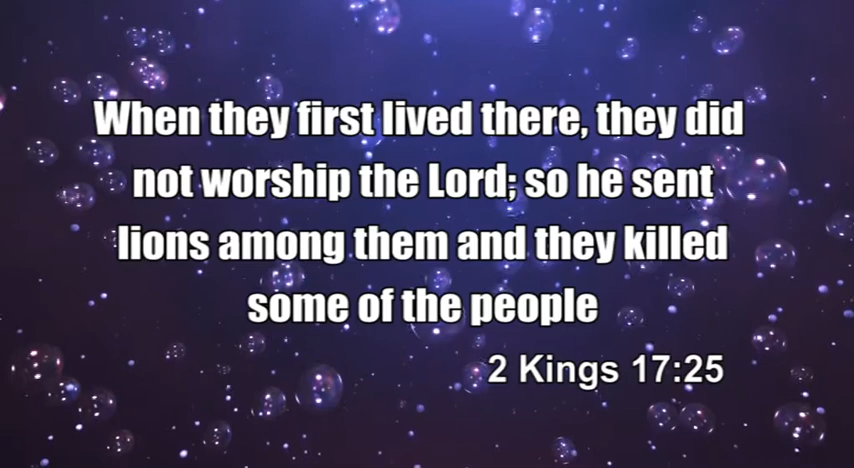 When they first lived there, they did
not worship the Lord; so he sent
lions among them and they killed
some of the people
2 Kings 17:25